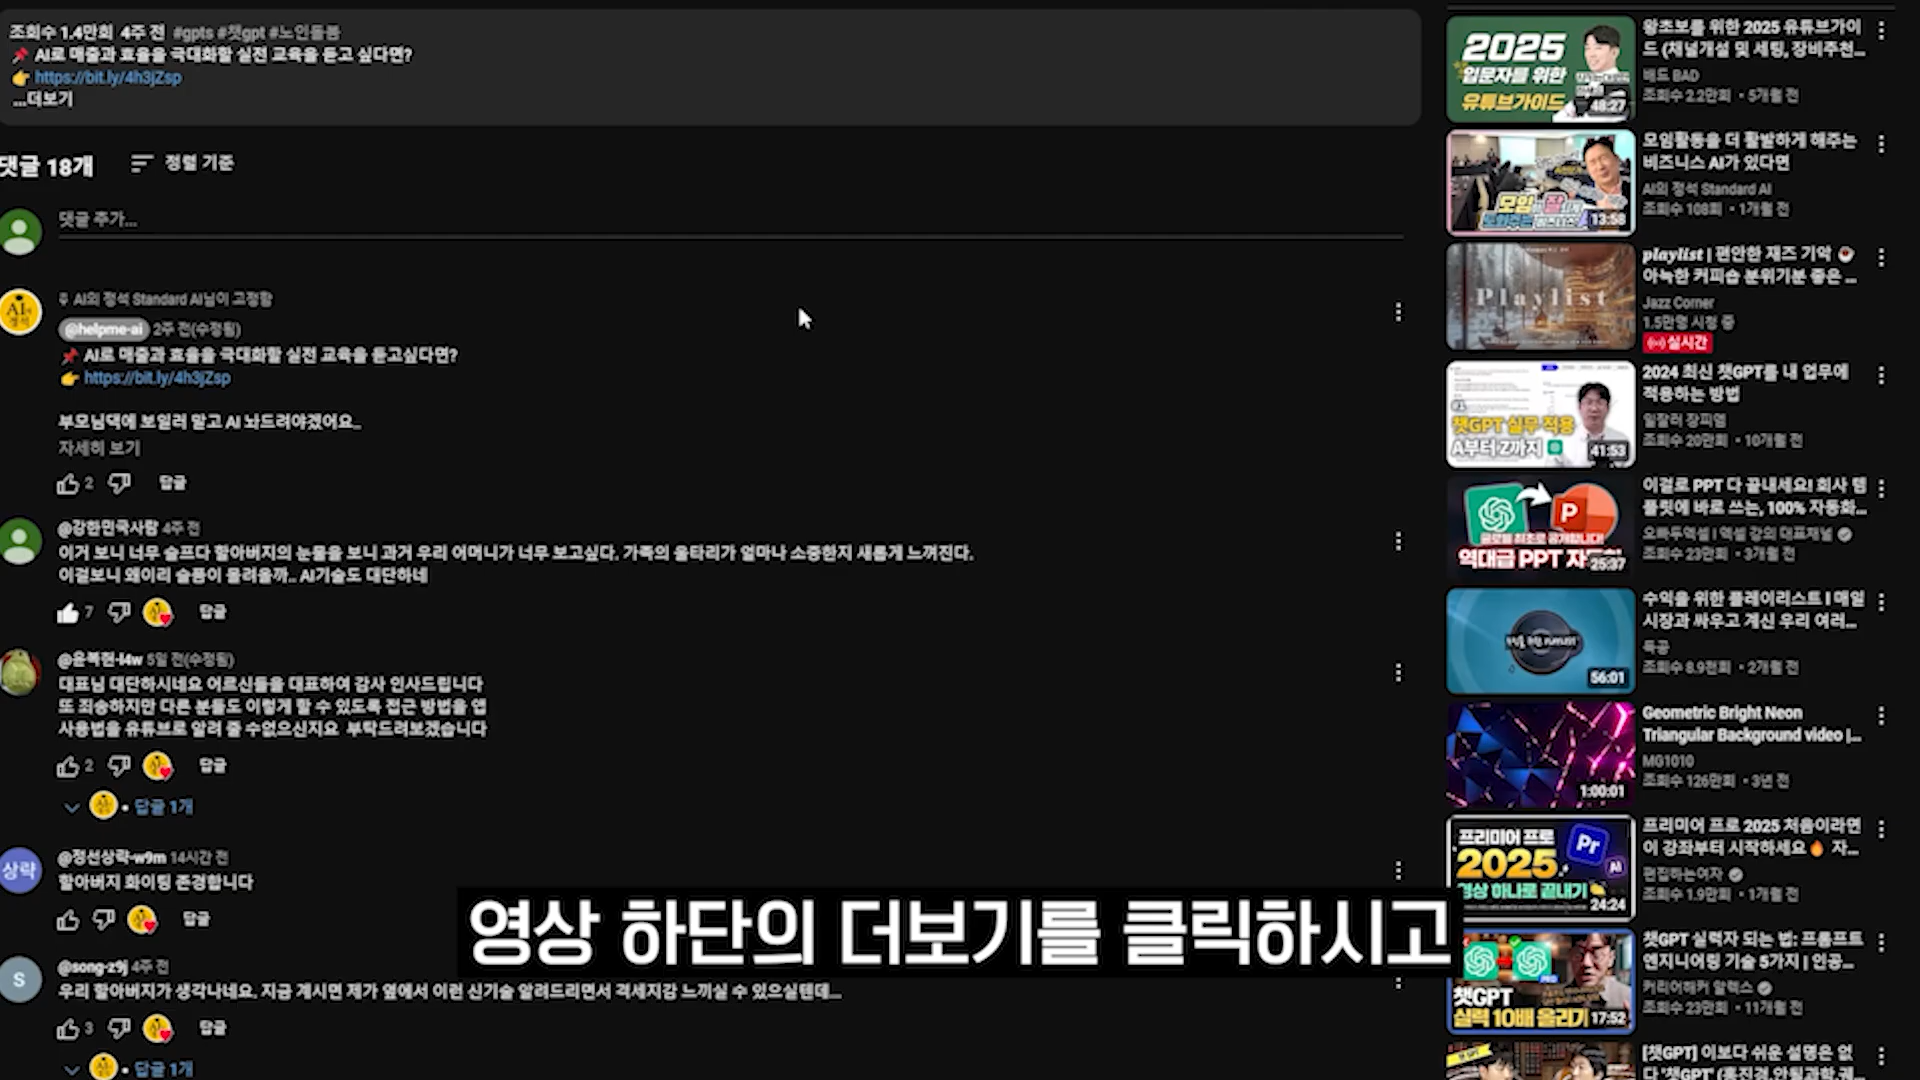 조회수 1.4만회 4주 전 #gpts #챗gpt #노인돌봄
📌 AI로 매출과 효율을 극대화할 실전 교육을 듣고 싶다면?
👉 https://bit.ly/4h3jZsp
...더보기
댓글 18개
정렬 기준
댓글 추가...
AI의 정석 Standard AI님이 고정함
@helpme-ai 2주 전(수정됨)
📌 AI로 매출과 효율을 극대화할 실전 교육을 듣고싶다면?
👉 https://bit.ly/4h3jZsp
부모님댁에 보일러 말고 AI 놔드려야겠어요..
자세히 보기
2 답글
@강한민국사람 4주 전
이거 보니 너무 슬프다 할아버지의 눈물을 보니 과거 우리 어머니가 너무 보고싶다. 가족의 울타리가 얼마나 소중한지 새롭게 느껴진다.
이걸보니 왜이리 슬픔이 몰려올까.. AI기술도 대단하네
7 답글
@윤복현-l4w 5일 전(수정됨)
대표님 대단하시네요 어르신들을 대표하여 감사 인사드립니다
또 죄송하지만 다른 분들도 이렇게 할 수 있도록 접근 방법을 앱
사용법을 유튜브로 알려 줄 수없으신지요 부탁드려보겠습니다
2 답글
답글 1개
상략
@정선상략-w9m 14시간 전
할아버지 화이팅 존경합니다
답글
S
@song-z9j 4주 전
우리 할아버지가 생각나네요. 지금 계시면 제가 옆에서 이런 신기술 알려드리면서 격세지감 느끼실 수 있으실텐데...
3 답글
답글 1개
영상 하단의 더보기를 클릭하시고
2025
입문자를 위한
유튜브가이드
48:27
왕초보를 위한 2025 유튜브가이
드 (채널개설 및 세팅, 장비추천...
배드 BAD
조회수 2.2만회 • 5개월 전
13:58
모임활동을 더 활발하게 해주는
비즈니스 AI가 있다면
AI의 정석 Standard AI
조회수 108회 • 1개월 전
Playlist
playlist | 편안한 재즈 기악 ☕
아늑한 커피숍 분위기분 좋은 ...
Jazz Corner
1.5만명 시청 중
실시간
#1
챗GPT 실무 적용
A부터 Z까지
41:53
2024 최신 챗GPT를 내 업무에
적용하는 방법
일잘러 장피엠
조회수 20만회 • 10개월 전
P
글로벌 최초로 공개합니다!
역대급 PPT 자
25:37
이걸로 PPT 다 끝내세요! 회사 템
플릿에 바로 쓰는, 100% 자동화...
오빠두엑셀 l 엑셀 강의 대표채널
조회수 23만회 • 3개월 전
56:01
수익을 위한 플레이리스트 I 매일
시장과 싸우고 계신 우리 여러...
득공
조회수 8.9천회 • 2개월 전
1:00:01
Geometric Bright Neon
Triangular Background video |...
MG1010
조회수 126만회 • 3년 전
프리미어 프로
2025
Pr
AI
영상 하나로 끝내기
24:24
프리미어 프로 2025 처음이라면
이 강좌부터 시작하세요🔥 자...
편집하는여자
조회수 1.9만회 • 1개월 전
챗GPT
실력 10배 올리기
17:52
챗GPT 실력자 되는 법: 프롬프트
엔지니어링 기술 5가지 | 인공...
커리어해커 알렉스
조회수 23만회 • 11개월 전
[챗GPT] 이보다 쉬운 설명은 없